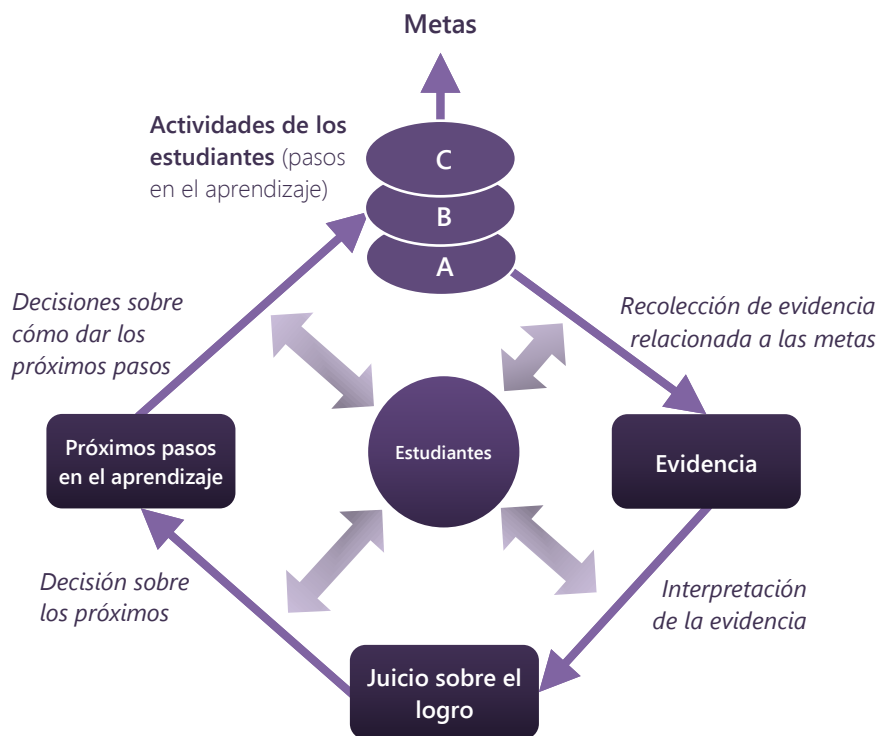 Metas
Actividades de los
estudiantes (pasos
en el aprendizaje)
C
B
A
Decisiones sobre
cómo dar los
próximos pasos
Recolección de evidencia
relacionada a las metas
Próximos pasos
en el aprendizaje
Estudiantes
Evidencia
Decisión sobre
los próximos
Interpretación
de la evidencia
Juicio sobre el
logro